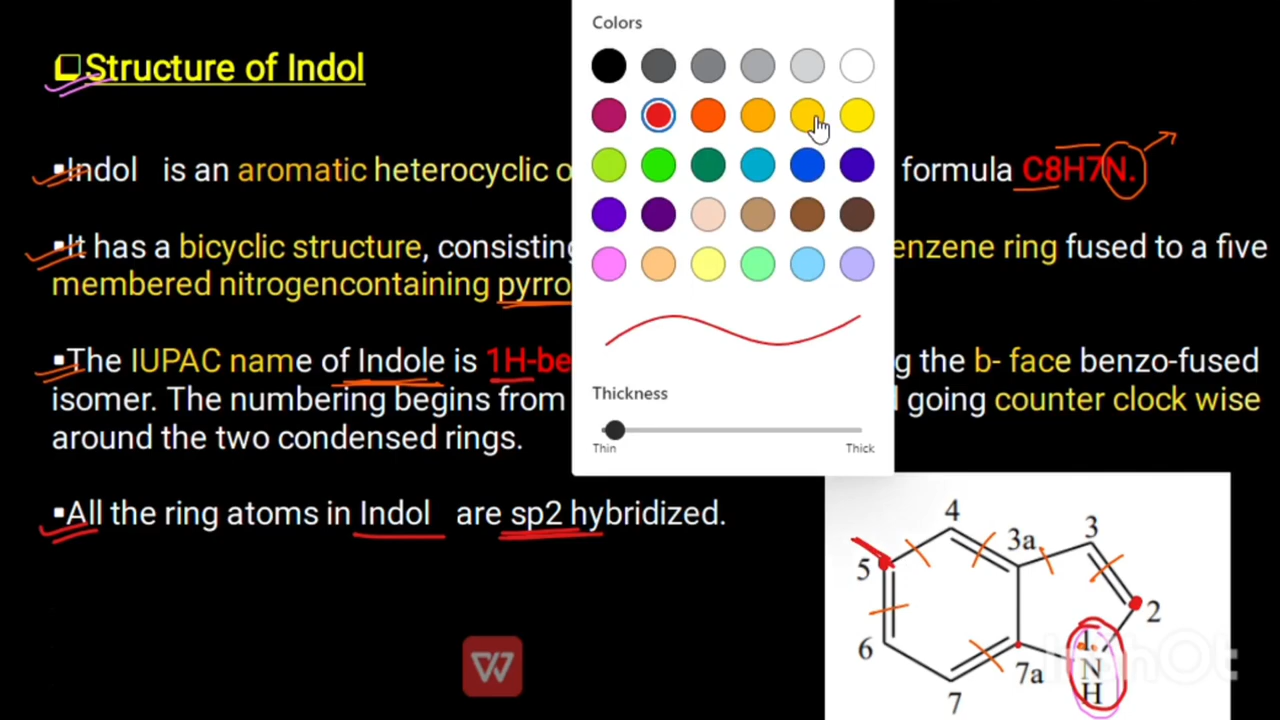 Structure of Indol
Colors
▪Indol is an aromatic heterocyclic o formula C8H7N.
▪It has a bicyclic structure, consisting enzene ring fused to a five
membered nitrogencontaining pyrro
▪The IUPAC name of Indole is 1H-be g the b- face benzo-fused
isomer. The numbering begins from going counter clock wise
around the two condensed rings.
Thickness
Thin Thick
▪All the ring atoms in Indol are sp2 hybridized.
4
3a 3
5
2
6
1
N
H
7a
7